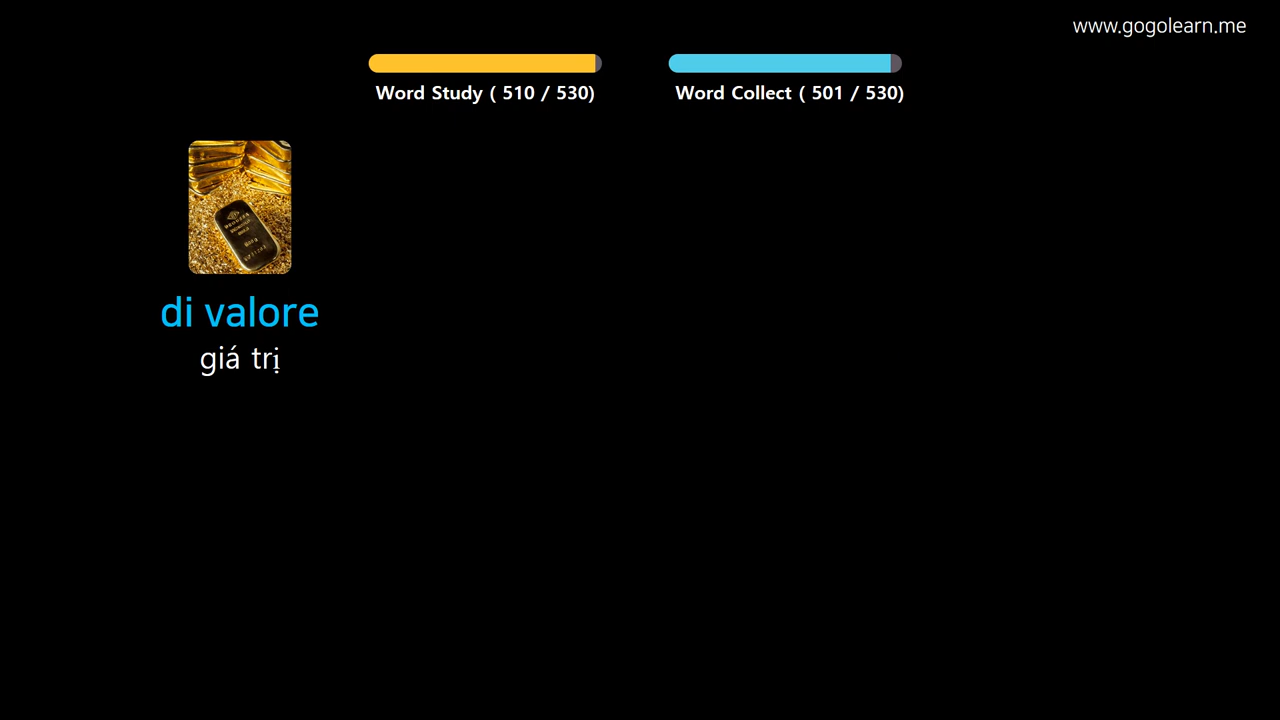 www.gogolearn.me
Word Study ( 510 / 530)
Word Collect ( 501 / 530)
di valore
giá trị